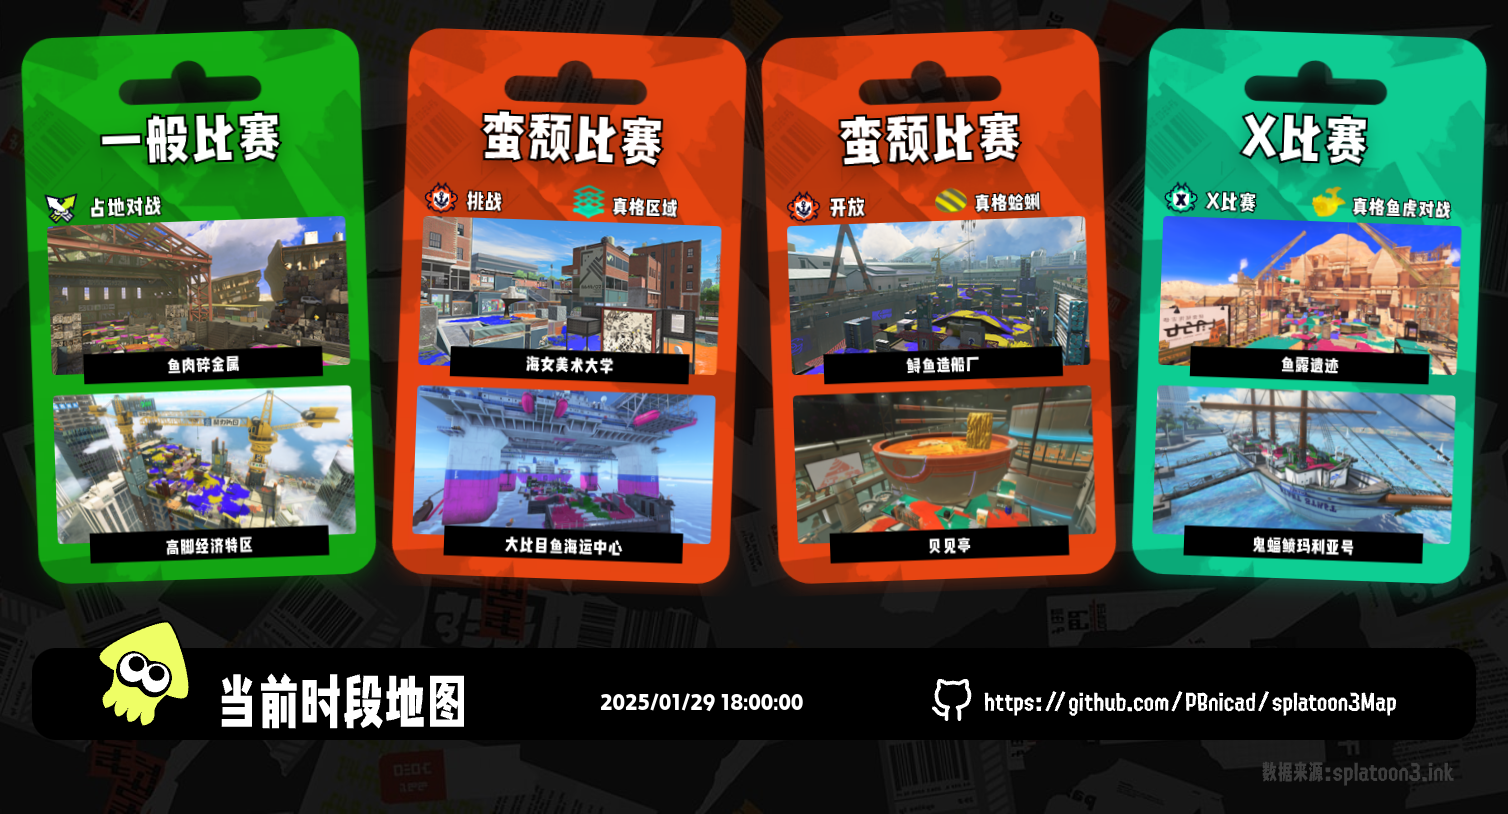 一般比赛
占地对战
鱼肉碎金属
高脚经济特区
蛮颓比赛
挑战
真格区域
海女美术大学
大比目鱼海运中心
蛮颓比赛
开放
真格蛤蜊
鲟鱼造船厂
贝见亭
X比赛
X比赛
真格鱼虎对战
鱼露遗迹
鬼蝠鲼玛利亚号
当前时段地图
2025/01/29 18:00:00
https://github.com/PBnicad/splatoon3Map
数据来源:splatoon3.ink